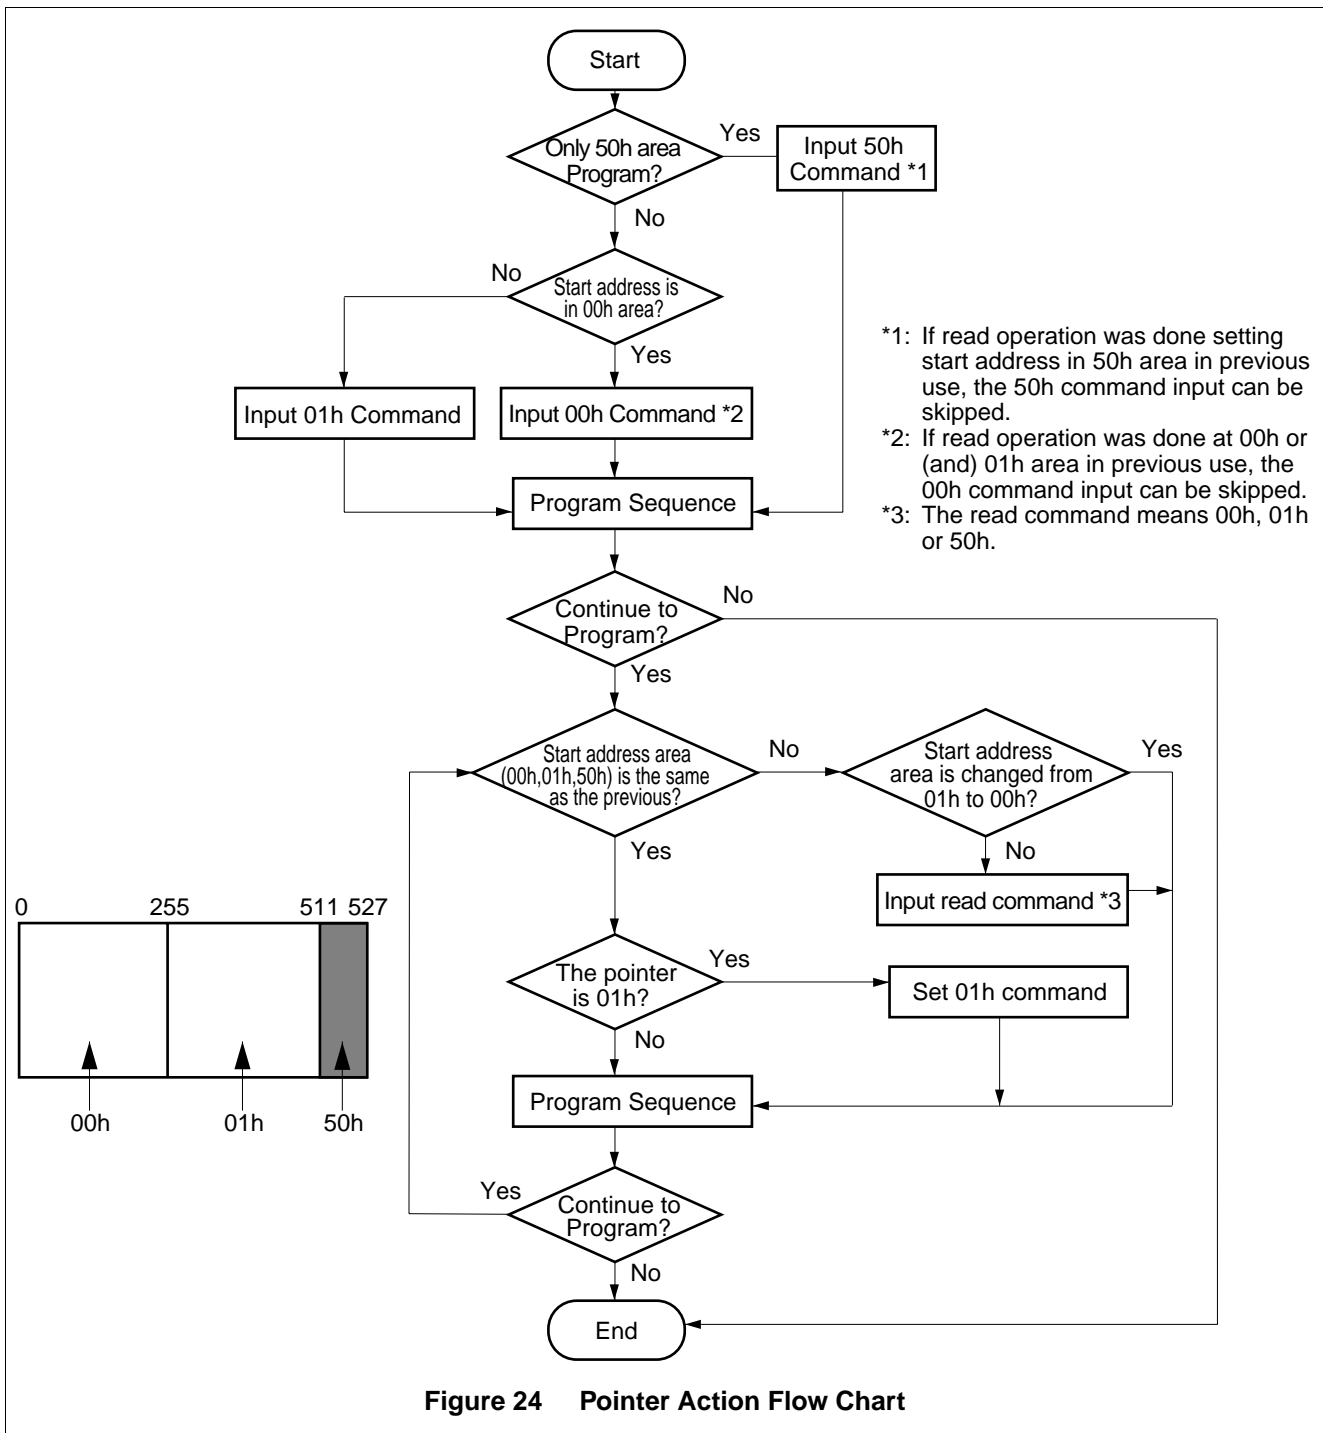 Start
Only 50h area
Program?
Yes
Input 50h
Command *1
No
No
Start address is
in 00h area?
Yes
Input 01h Command
Input 00h Command *2
Program Sequence
*1: If read operation was done setting
start address in 50h area in previous
use, the 50h command input can be
skipped.
*2: If read operation was done at 00h or
(and) 01h area in previous use, the
00h command input can be skipped.
*3: The read command means 00h, 01h
or 50h.
Continue to
Program?
No
Yes
Start address area
(00h,01h,50h) is the same
as the previous?
No
Start address
area is changed from
01h to 00h?
Yes
Yes
No
Input read command *3
0 255 511 527
00h 01h 50h
The pointer
is 01h?
Yes
Set 01h command
No
Program Sequence
Yes
Continue to
Program?
No
End
Figure 24 Pointer Action Flow Chart